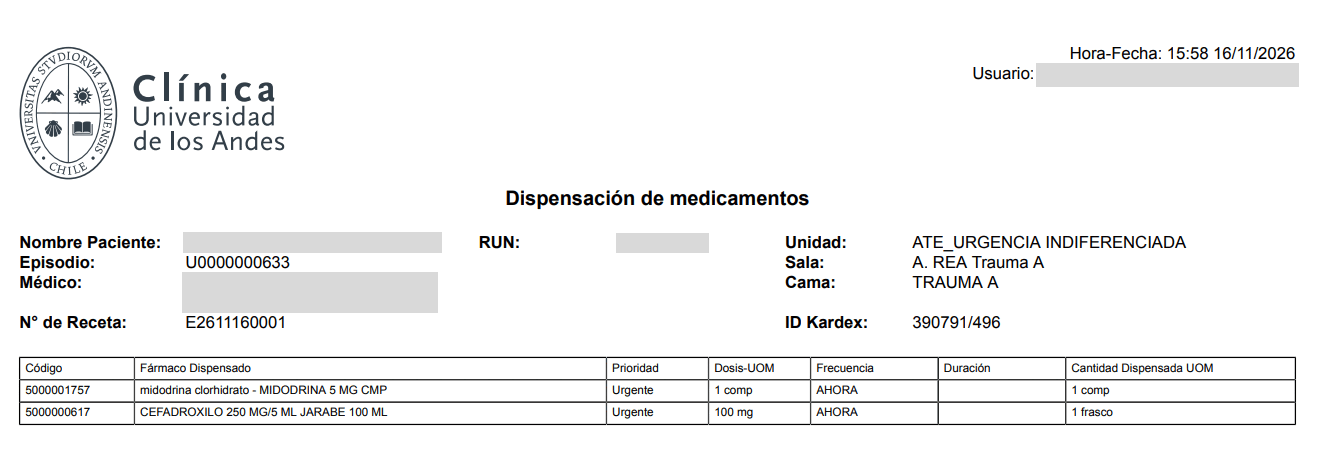 Hora-Fecha: 15:58 16/11/2026
Usuario:
UNIVERSITAS STVDIORVM ANDINENSIS
• CHILE •
Clínica
Universidad
de los Andes
Dispensación de medicamentos
Nombre Paciente: RUN: Unidad: ATE_URGENCIA INDIFERENCIADA
Episodio: U0000000633 Sala: A. REA Trauma A
Médico: Cama: TRAUMA A
N° de Receta: E2611160001 ID Kardex: 390791/496
Código Fármaco Dispensado Prioridad Dosis-UOM Frecuencia Duración Cantidad Dispensada UOM
5000001757 midodrina clorhidrato - MIDODRINA 5 MG CMP Urgente 1 comp AHORA 1 comp
5000000617 CEFADROXILO 250 MG/5 ML JARABE 100 ML Urgente 100 mg AHORA 1 frasco